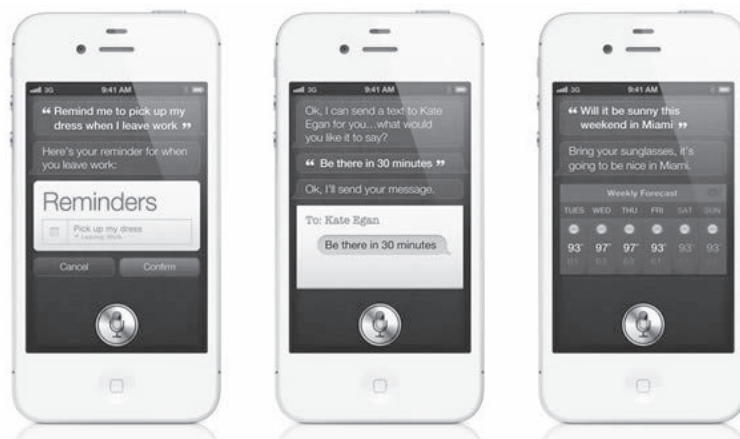 3G 9:41 AM
“ Remind me to pick up my
dress when I leave work ”
Here's your reminder for when
you leave work:
Reminders
Pick up my dress
Leaving: Work
Cancel Confirm
3G 9:41 AM
Ok, I can send a text to Kate
Egan for you…what would
you like it to say?
“ Be there in 30 minutes ”
Ok, I'll send your message.
To: Kate Egan
Be there in 30 minutes
3G 9:41 AM
“ Will it be sunny this
weekend in Miami ”
Bring your sunglasses, it's
going to be nice in Miami.
Weekly Forecast
TUES WED THU FRI SAT SUN
93° 97° 97° 93° 93° 93°
61